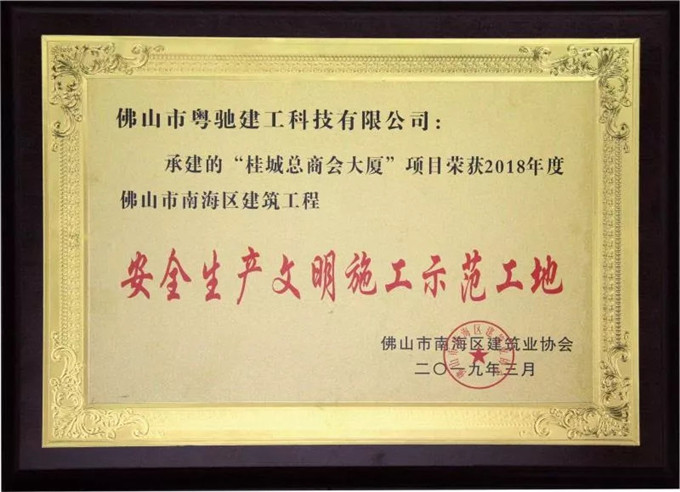 佛山市粤驰建工科技有限公司：
承建的“桂城总商会大厦”项目荣获2018年度
佛山市南海区建筑工程
安全生产文明施工示范工地
佛山市南海区建筑业协会
二〇一九年三月